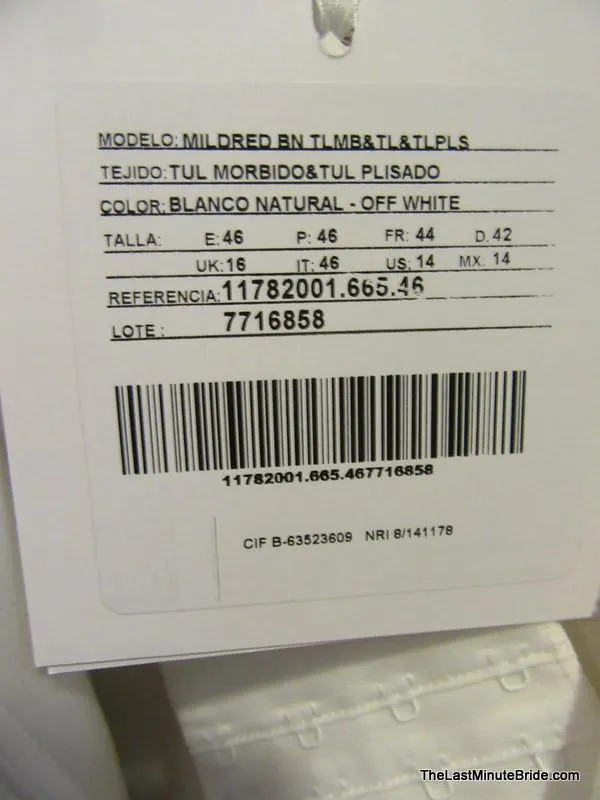 MODELO: MILDRED BN TLMB&TL&TLPLS
TEJIDO: TUL MORBIDO&TUL PLISADO
COLOR: BLANCO NATURAL - OFF WHITE
TALLA: E: 46 P: 46 FR: 44 D. 42
UK: 16 IT: 46 US: 14 MX: 14
REFERENCIA: 11782001.665.46
LOTE: 7716858
11782001.665.467716858
CIF B-63523609 NRI 8/141178
TheLastMinuteBride.com